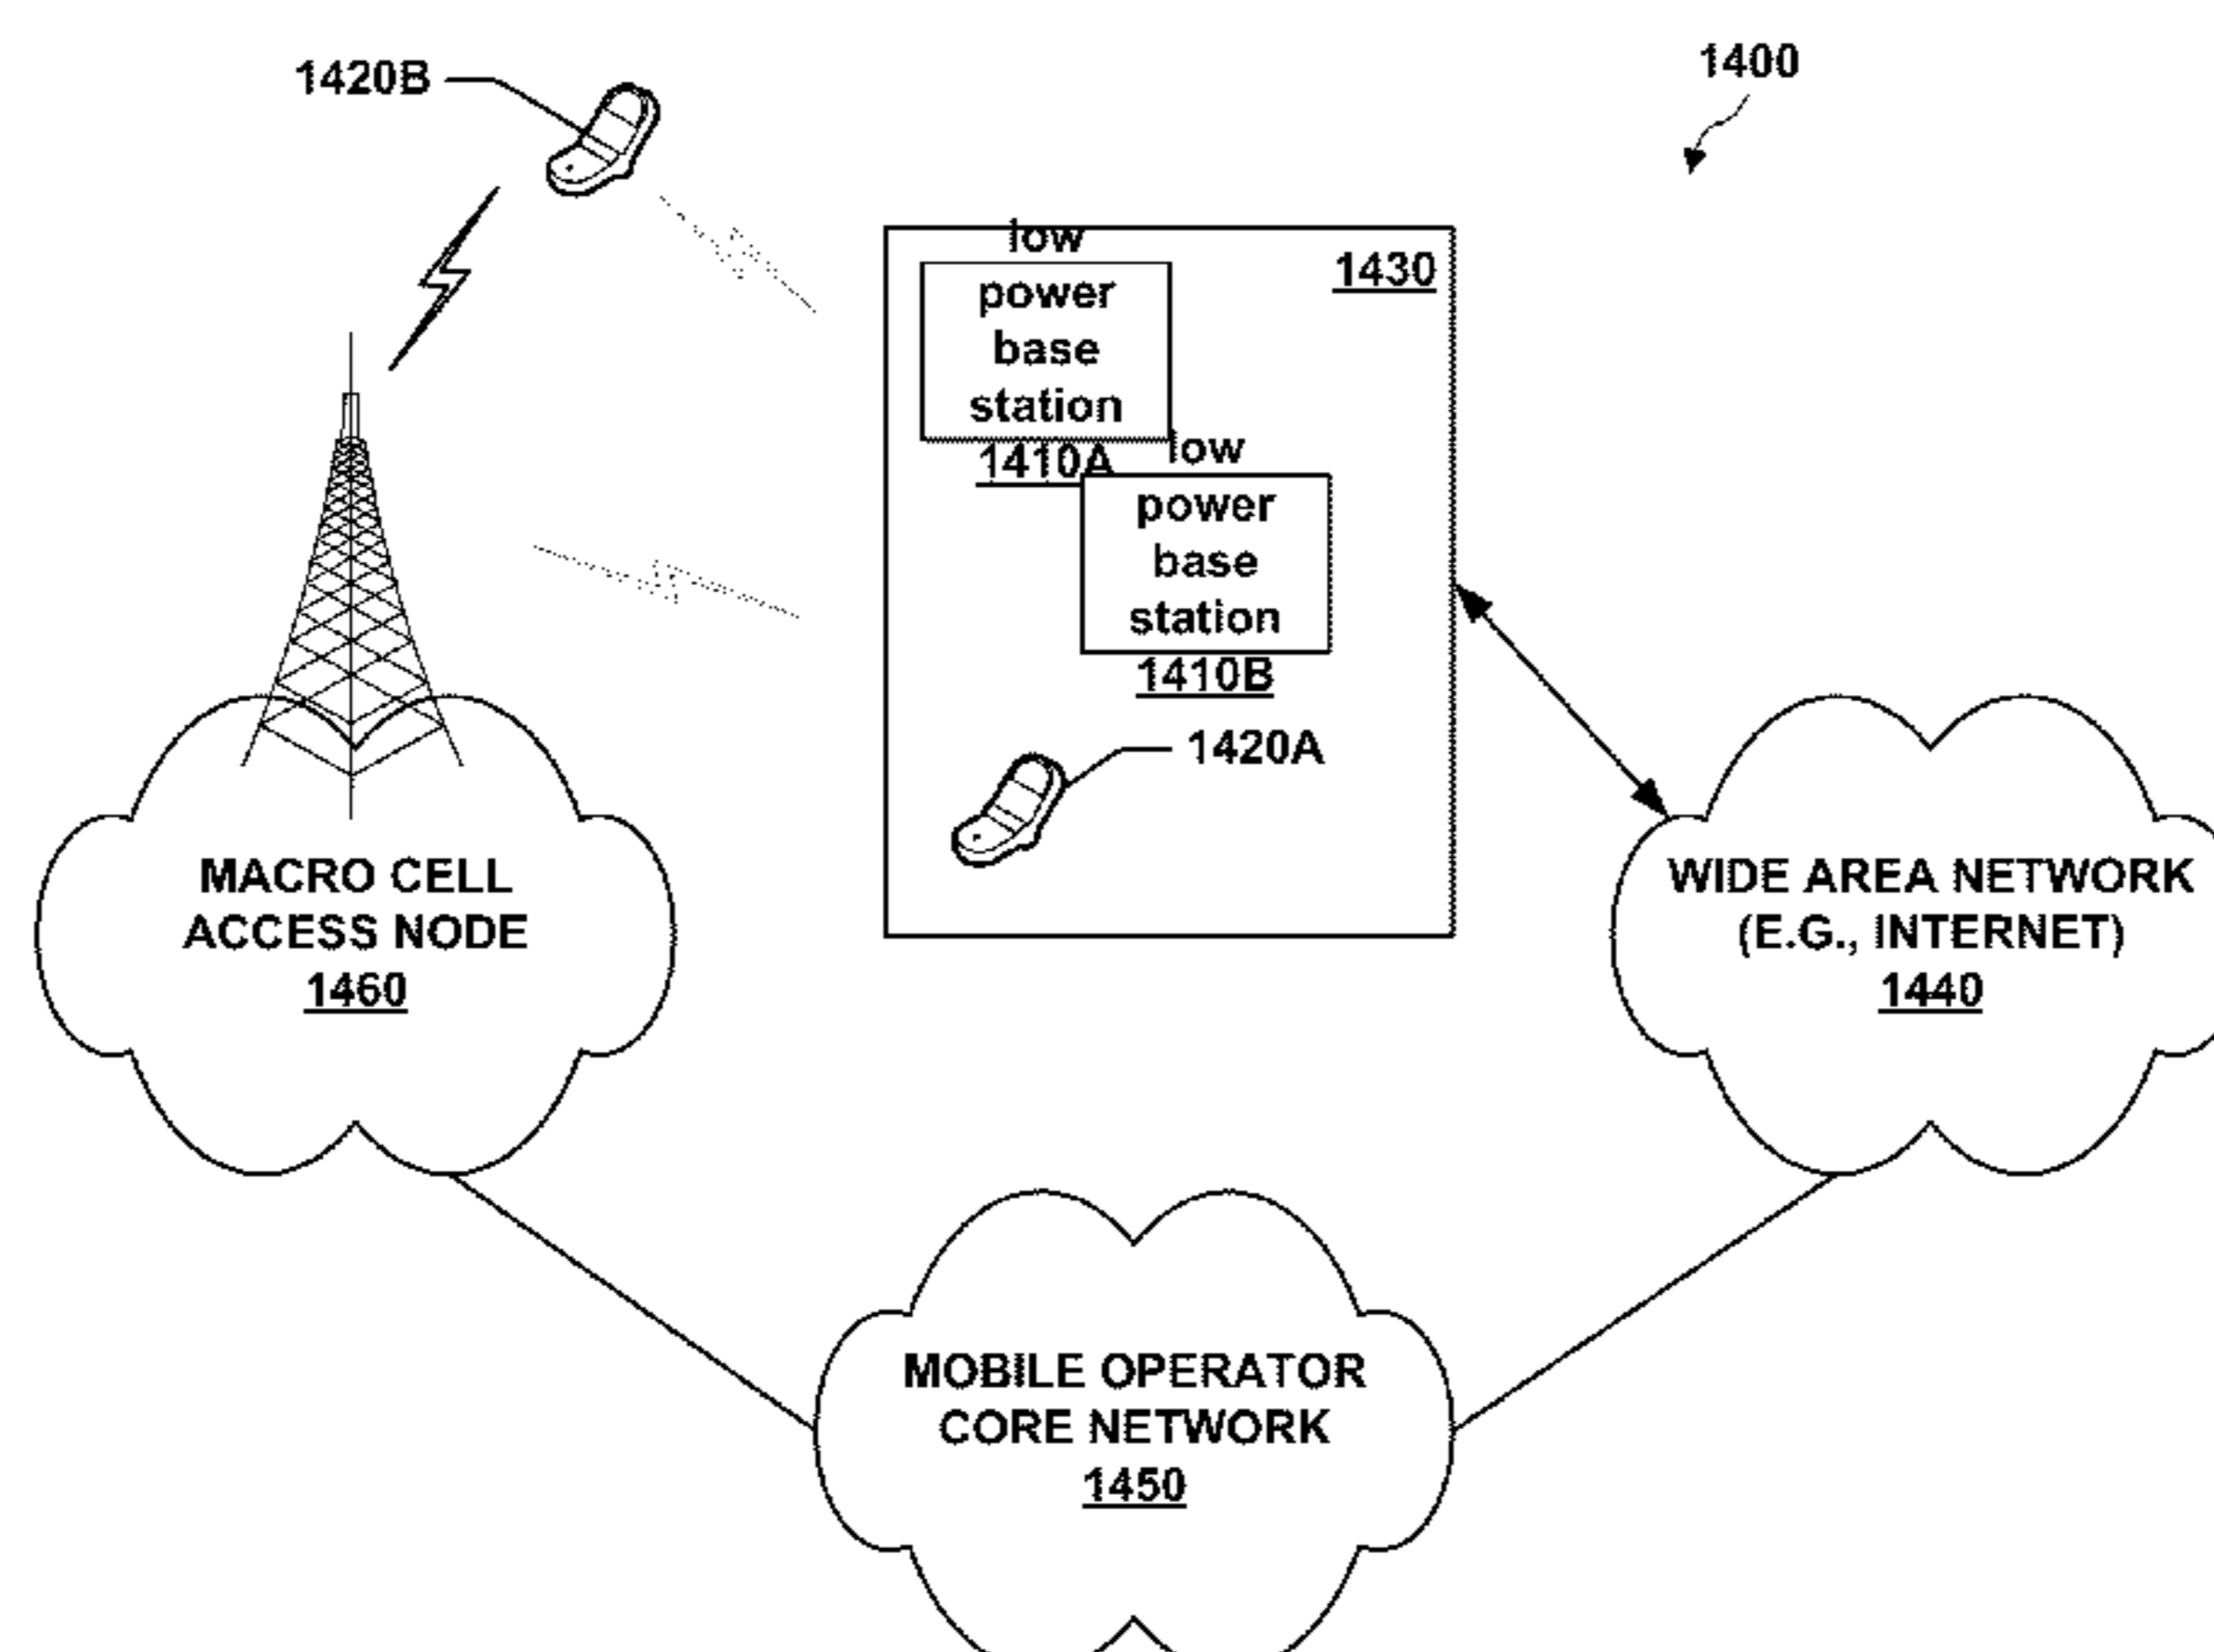 1400
1420B
low
1430
power
base
station
1410A
low
power
base
station
1410B
1420A
MACRO CELL
ACCESS NODE
1460
WIDE AREA NETWORK
(E.G., INTERNET)
1440
MOBILE OPERATOR
CORE NETWORK
1450